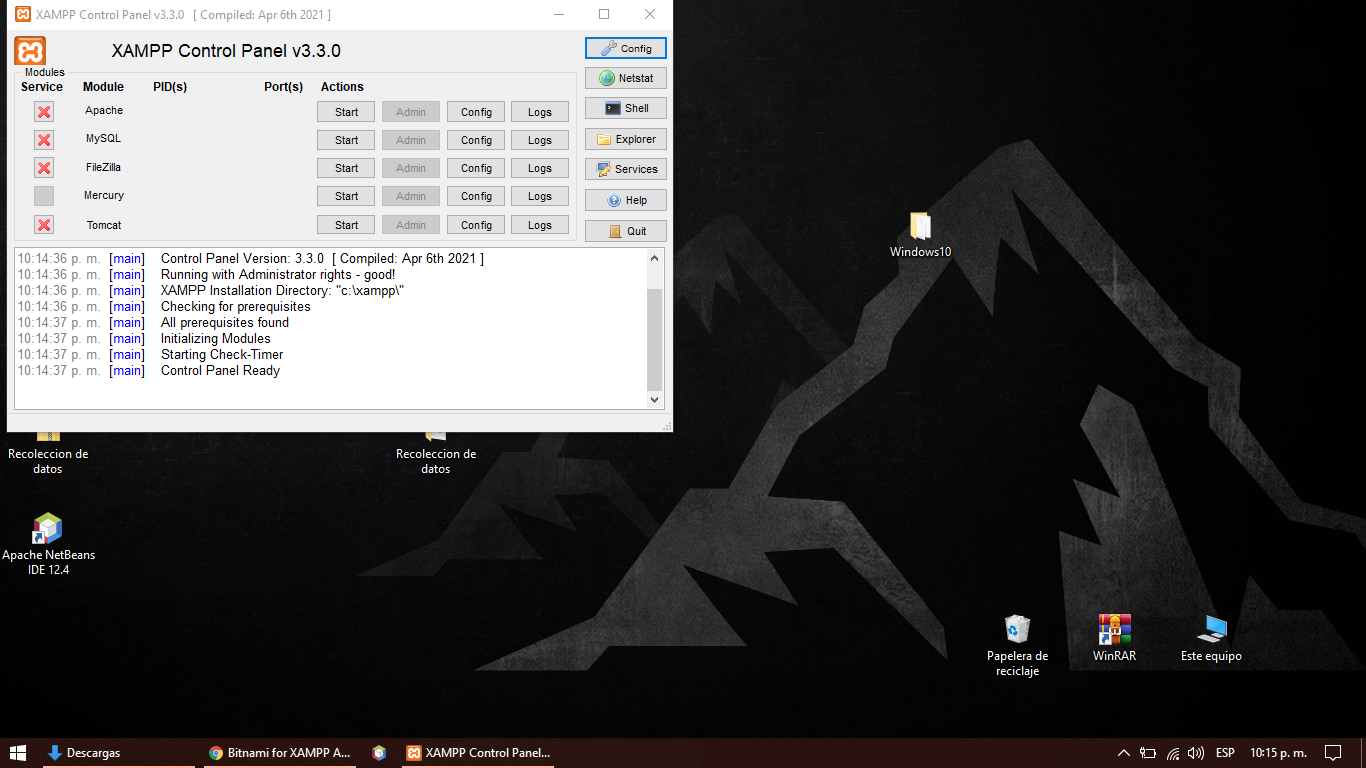 XAMPP Control Panel v3.3.0 [ Compiled: Apr 6th 2021 ]
XAMPP Control Panel v3.3.0
Config
Modules
Service Module PID(s) Port(s) Actions
Netstat
Apache Start Admin Config Logs
Shell
MySQL Start Admin Config Logs
Explorer
FileZilla Start Admin Config Logs
Services
Mercury Start Admin Config Logs
Help
Tomcat Start Admin Config Logs
Quit
10:14:36 p. m. [main] Control Panel Version: 3.3.0 [ Compiled: Apr 6th 2021 ]
10:14:36 p. m. [main] Running with Administrator rights - good!
10:14:36 p. m. [main] XAMPP Installation Directory: "c:\xampp\"
10:14:36 p. m. [main] Checking for prerequisites
10:14:37 p. m. [main] All prerequisites found
10:14:37 p. m. [main] Initializing Modules
10:14:37 p. m. [main] Starting Check-Timer
10:14:37 p. m. [main] Control Panel Ready
Windows10
Recoleccion de
datos
Recoleccion de
datos
Apache NetBeans
IDE 12.4
Papelera de
reciclaje
WinRAR
Este equipo
Descargas
Bitnami for XAMPP A...
XAMPP Control Panel...
ESP
10:15 p. m.